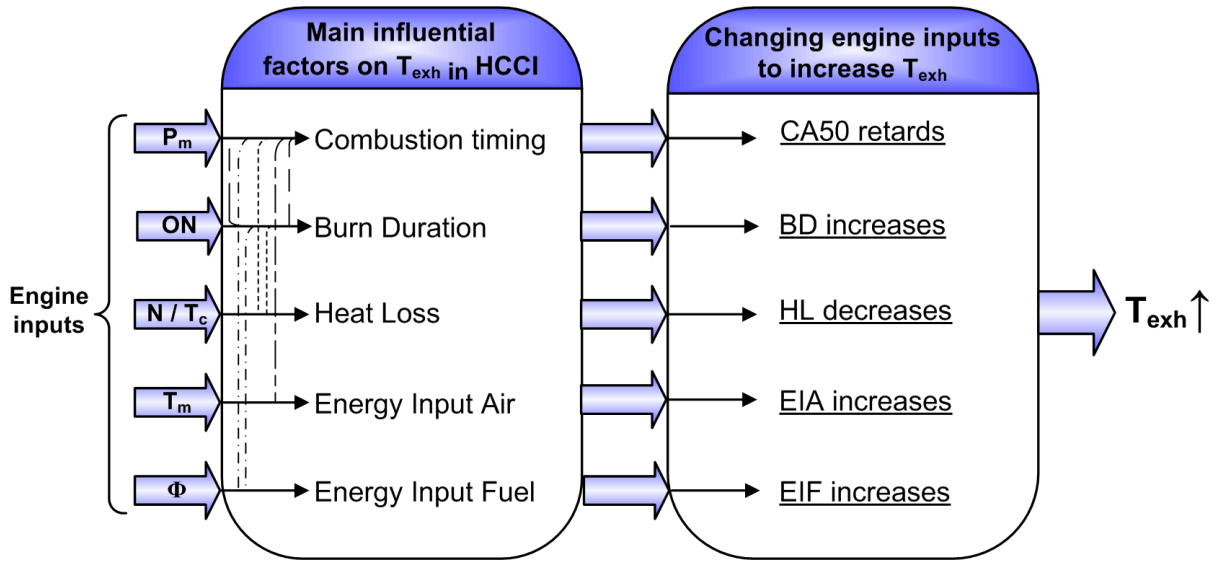 Main influential
factors on Texh in HCCI
Changing engine inputs
to increase Texh
Engine
inputs
Pm
Combustion timing
CA50 retards
ON
Burn Duration
BD increases
N / Tc
Heat Loss
HL decreases
Tm
Energy Input Air
EIA increases
Φ
Energy Input Fuel
EIF increases
Texh↑